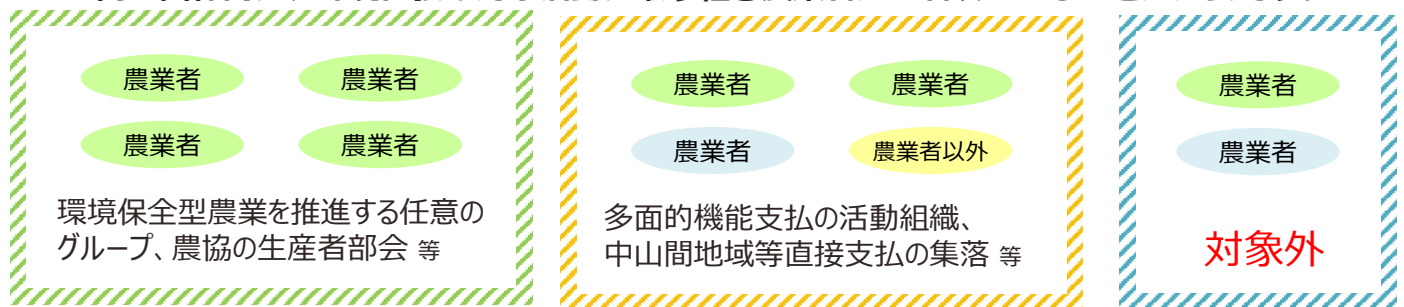 農業者 農業者
農業者 農業者
環境保全型農業を推進する任意の
グループ、農協の生産者部会 等
農業者 農業者
農業者 農業者以外
多面的機能支払の活動組織、
中山間地域等直接支払の集落 等
農業者
農業者
対象外